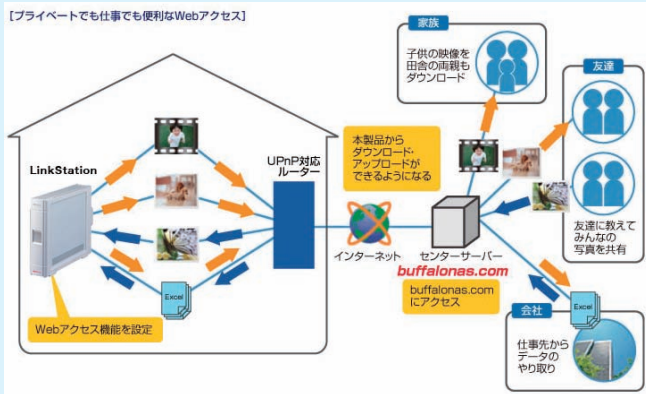 [プライベートでも仕事でも便利なWebアクセス]
家族
子供の映像を
田舎の両親も
ダウンロード
友達
友達に教えて
みんなの
写真を共有
LinkStation
UPnP対応
ルーター
本製品から
ダウンロード・
アップロードが
できるようになる
インターネット
センターサーバー
buffalonas.com
buffalonas.com
にアクセス
Excel
Webアクセス機能を設定
Excel
会社
仕事先から
データの
やり取り